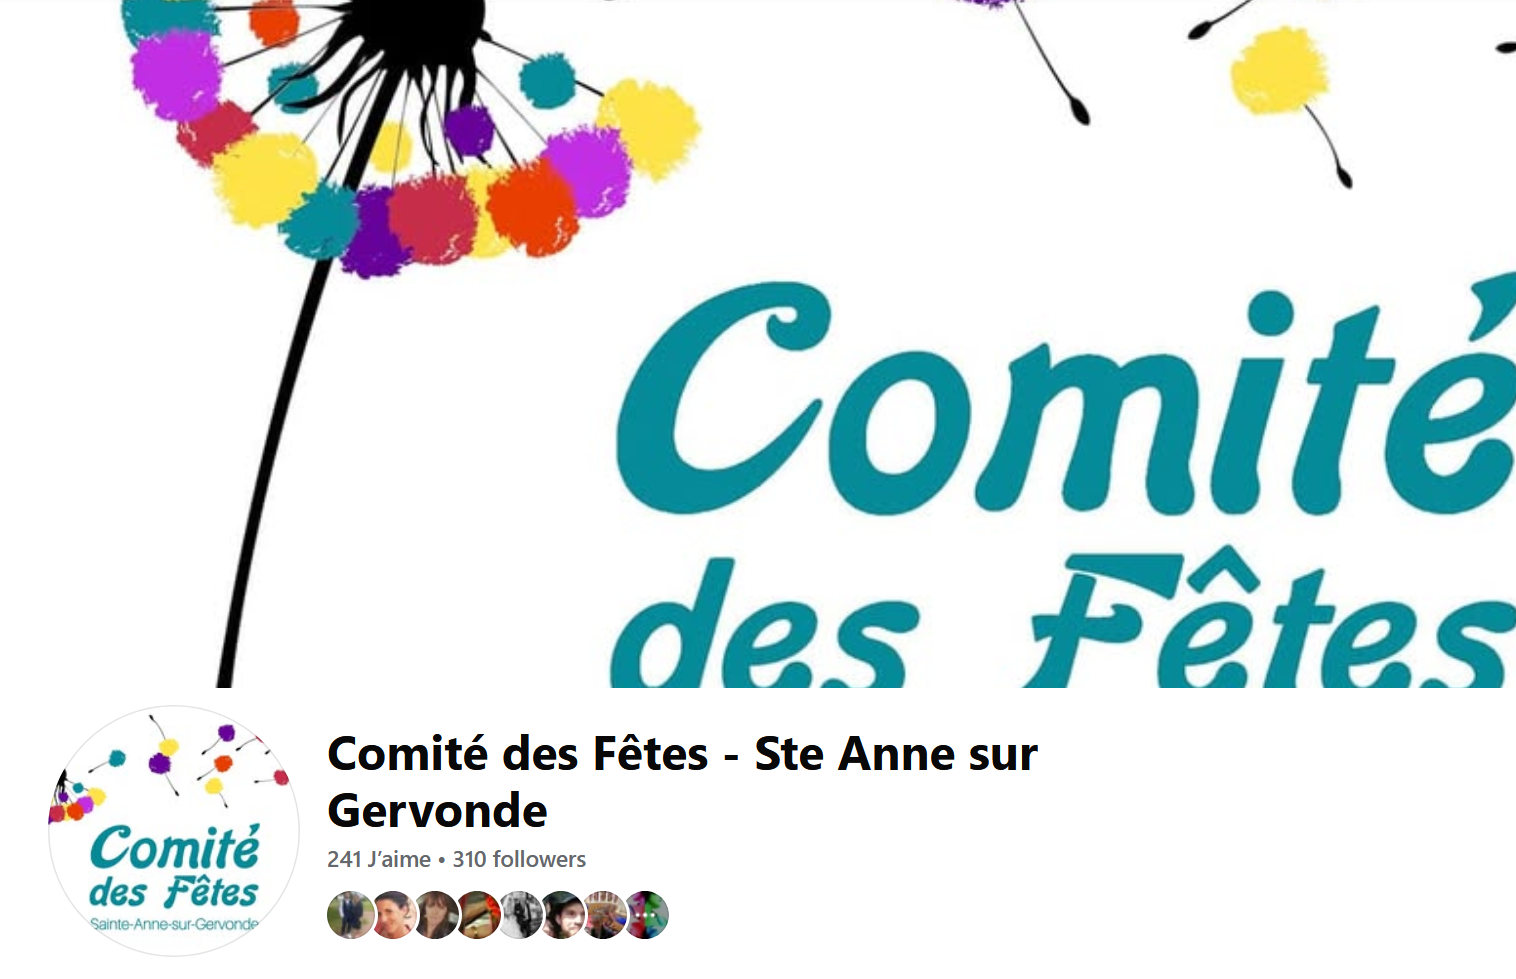 Comité
des Fêtes
Comité des Fêtes - Ste Anne sur
Gervonde
241 J’aime • 310 followers
Comité
des Fêtes
Sainte-Anne-sur-Gervonde